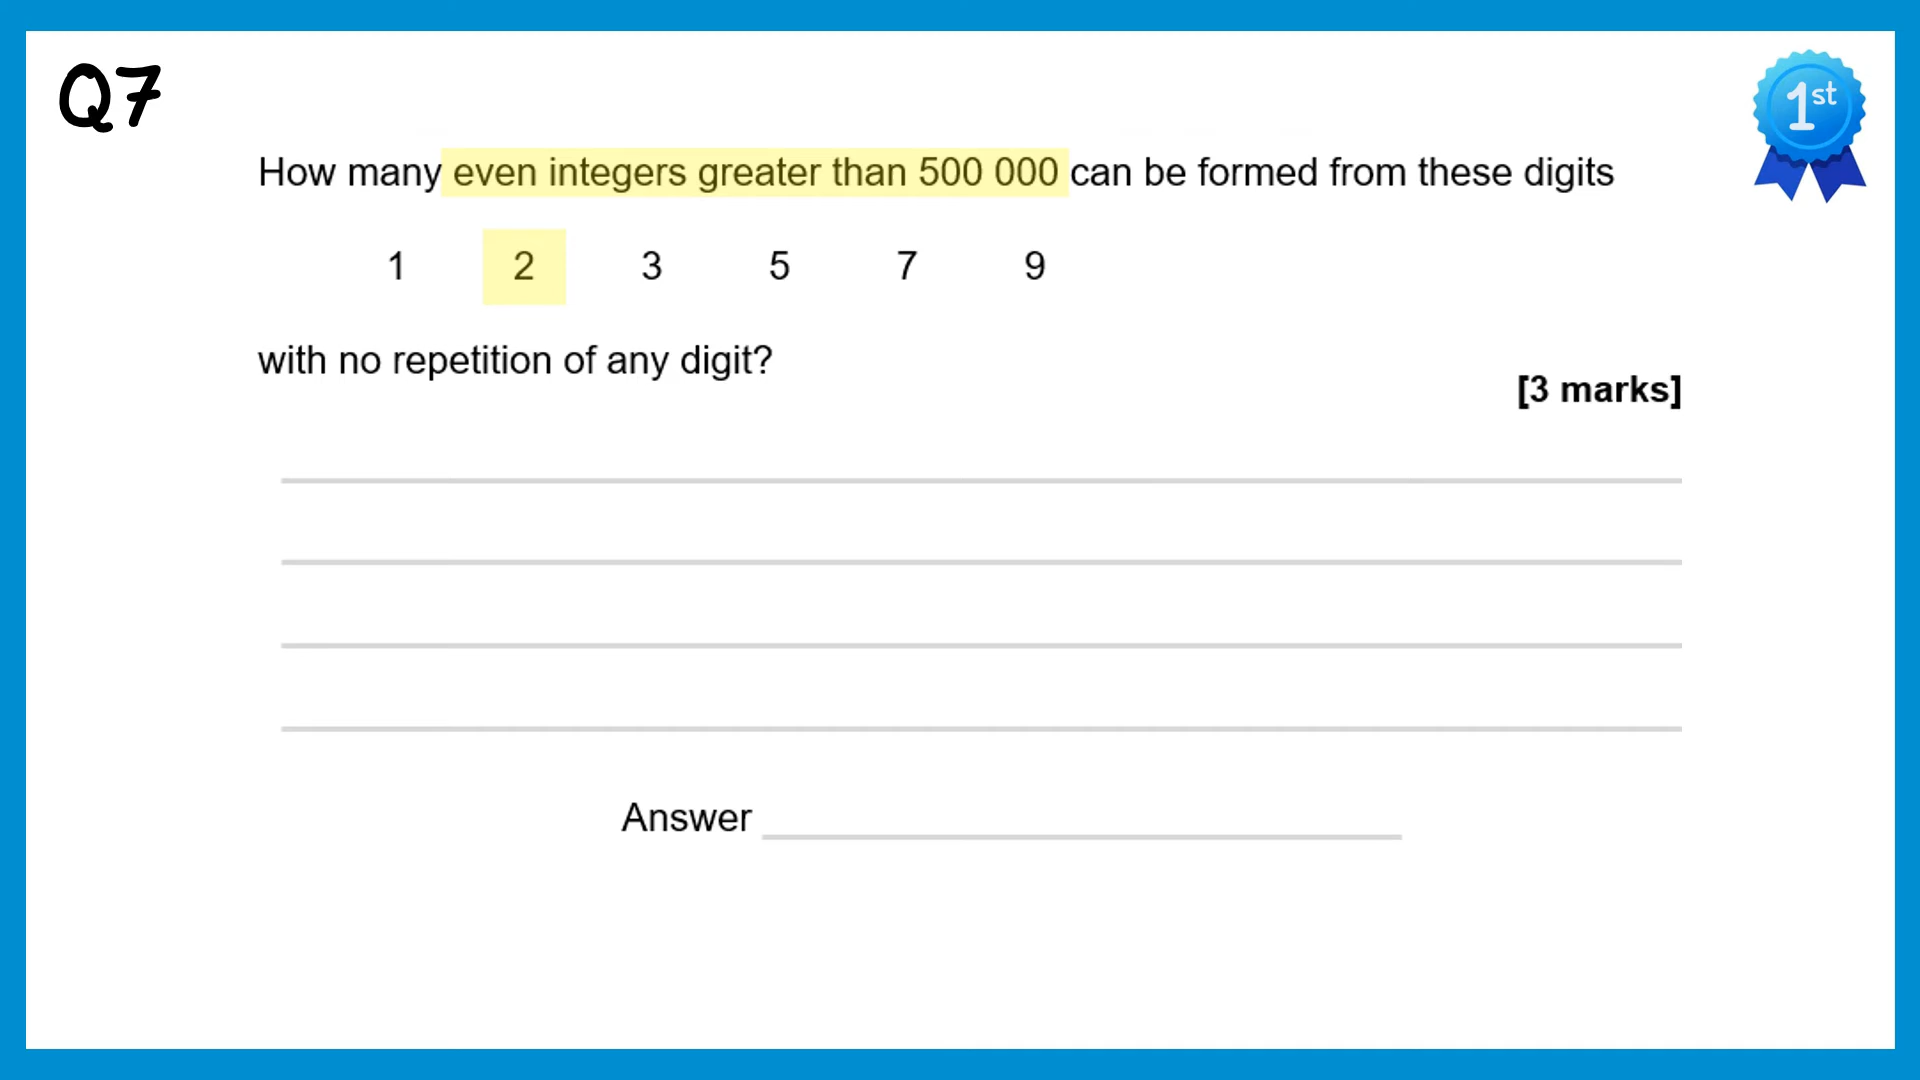 Q7
1st
How many even integers greater than 500 000 can be formed from these digits
1 2 3 5 7 9
with no repetition of any digit?
[3 marks]
Answer